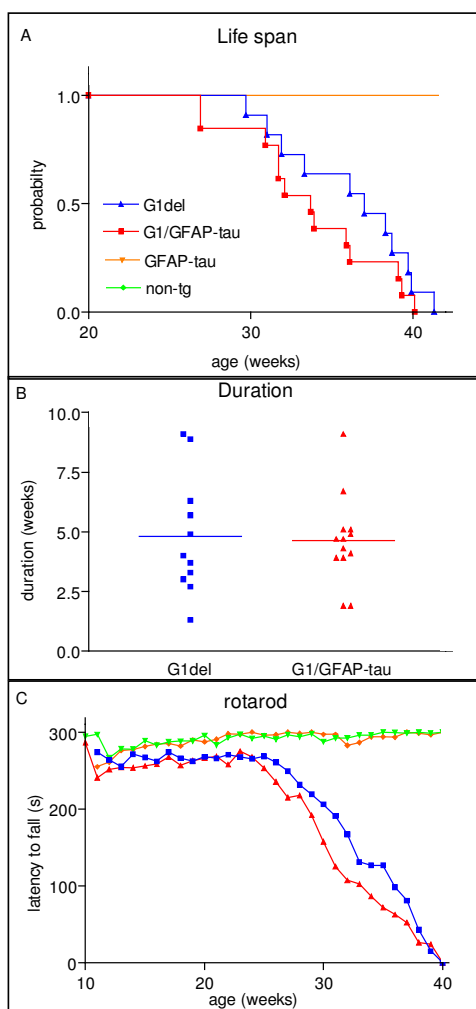 A
Life span
1.0
0.5
0.0
probabilty
G1del
G1/GFAP-tau
GFAP-tau
non-tg
20 30 40
age (weeks)
B
Duration
10.0
7.5
5.0
2.5
0.0
duration (weeks)
G1del G1/GFAP-tau
C
rotarod
300
200
100
0
latency to fall (s)
10 20 30 40
age (weeks)